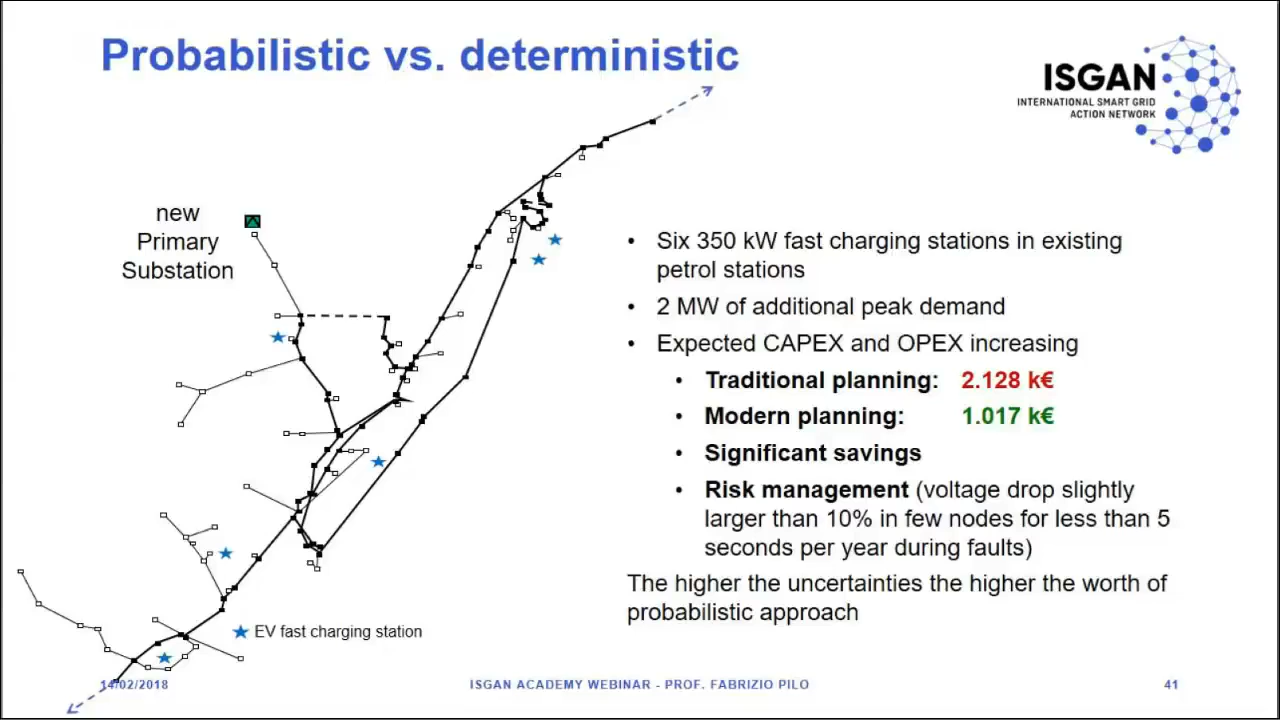 Probabilistic vs. deterministic
ISGAN
INTERNATIONAL SMART GRID
ACTION NETWORK
new
Primary
Substation
• Six 350 kW fast charging stations in existing
petrol stations
• 2 MW of additional peak demand
• Expected CAPEX and OPEX increasing
• Traditional planning: 2.128 k€
• Modern planning: 1.017 k€
• Significant savings
• Risk management (voltage drop slightly
larger than 10% in few nodes for less than 5
seconds per year during faults)
The higher the uncertainties the higher the worth of
probabilistic approach
EV fast charging station
14/02/2018
ISGAN ACADEMY WEBINAR - PROF. FABRIZIO PILO
41